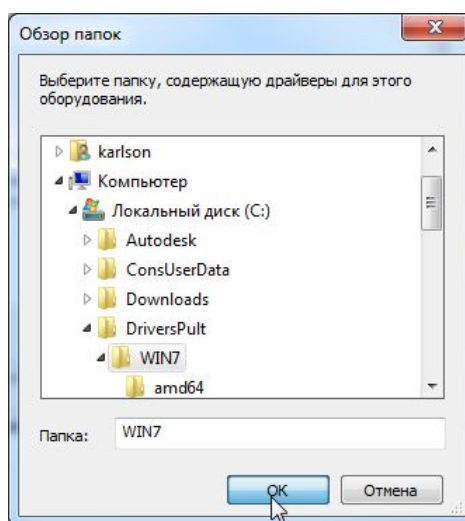 Обзор папок
Выберите папку, содержащую драйверы для этого
оборудования.
karlson
Компьютер
Локальный диск (C:)
Autodesk
ConsUserData
Downloads
DriversPult
WIN7
amd64
Папка: WIN7
OK Отмена